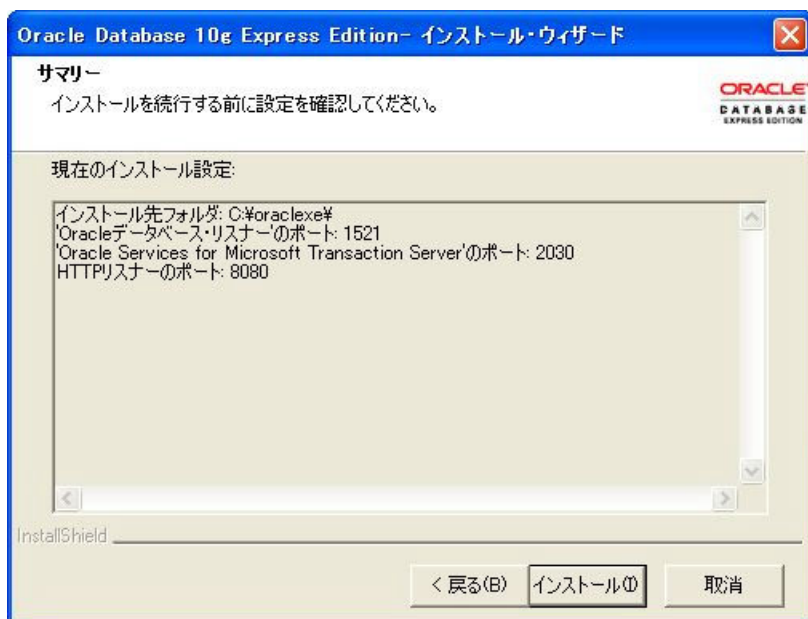 Oracle Database 10g Express Edition- インストール・ウィザード
サマリー
インストールを続行する前に設定を確認してください。
ORACLE
DATABASE
EXPRESS EDITION
現在のインストール設定:
インストール先フォルダ: C:¥oraclexe¥
'Oracleデータベース・リスナー'のポート: 1521
'Oracle Services for Microsoft Transaction Server'のポート: 2030
HTTPリスナーのポート: 8080
InstallShield
< 戻る(B)
インストール(I)
取消